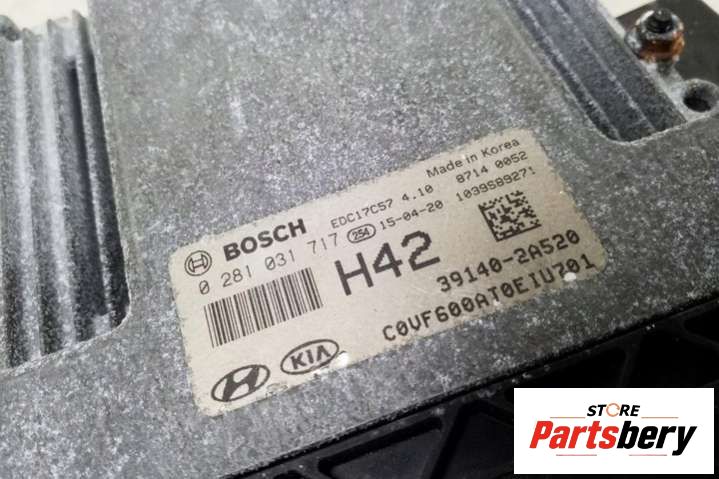 Made in Korea
BOSCH EDC17C57 4.10 8714 0052
0 281 031 717 254 15-04-20 1039S89271
H42
39140-2A520
C0VF600AT0EIU701
KIA
STORE
Partsbery